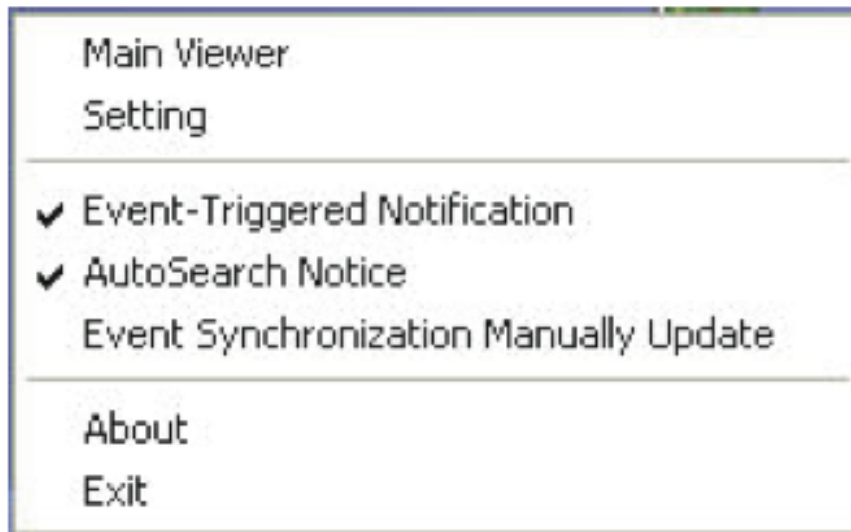 Main Viewer
Setting
Event-Triggered Notification
AutoSearch Notice
Event Synchronization Manually Update
About
Exit